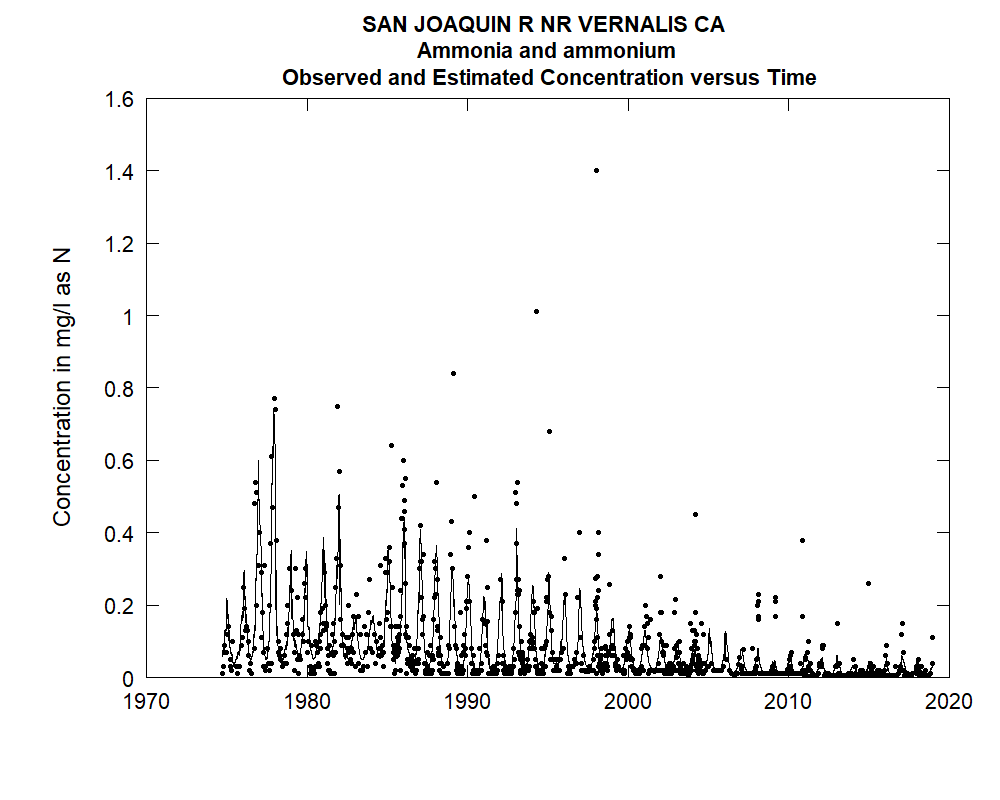 SAN JOAQUIN R NR VERNALIS CA
Ammonia and ammonium
Observed and Estimated Concentration versus Time
Concentration in mg/l as N
1.6
1.4
1.2
1
0.8
0.6
0.4
0.2
0
1970 1980 1990 2000 2010 2020